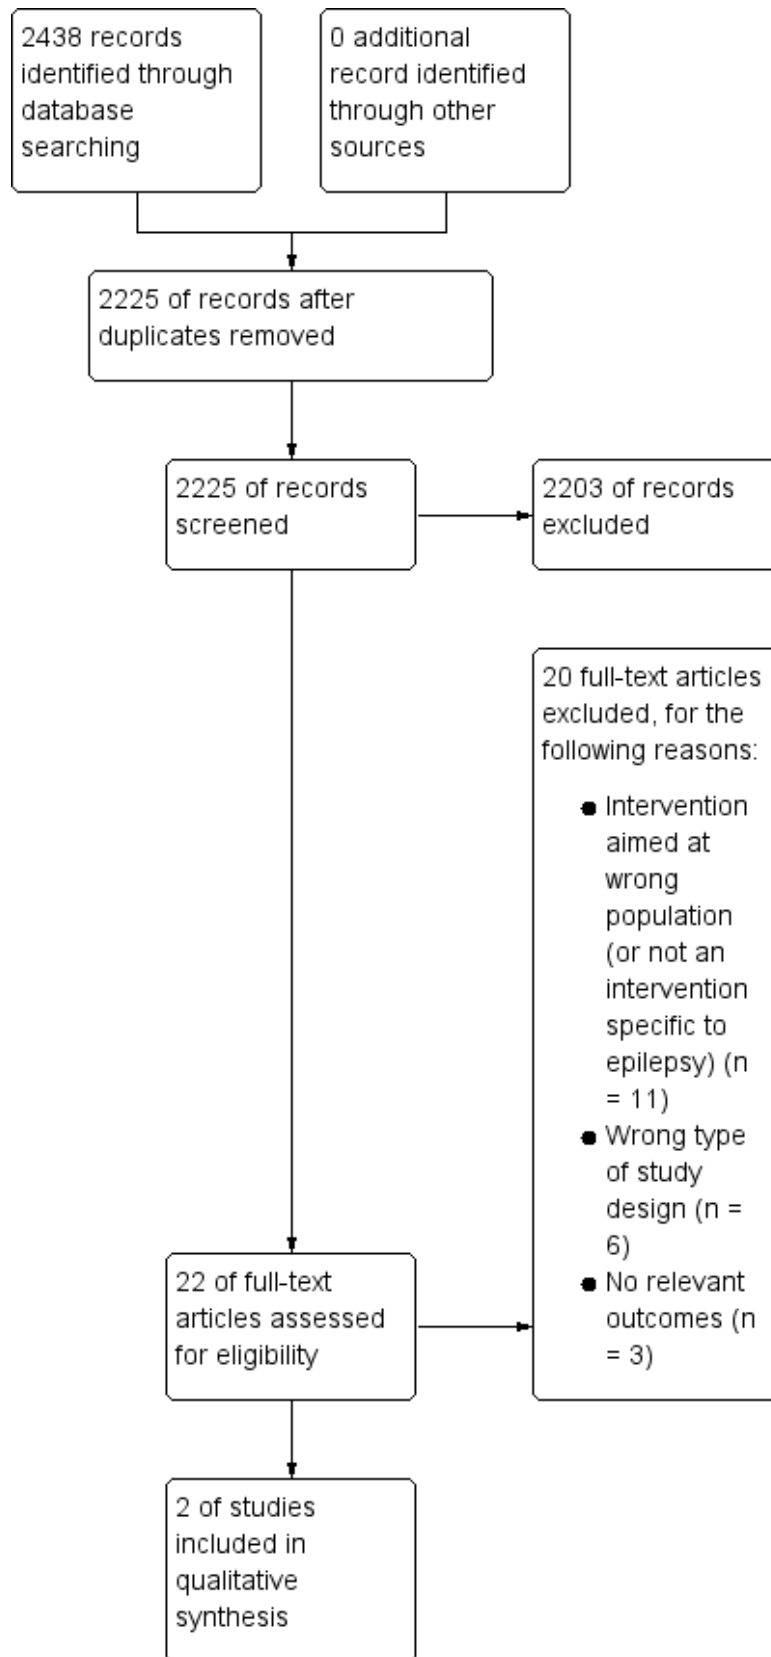 2438 records
identified through
database
searching
0 additional
record identified
through other
sources
2225 of records after
duplicates removed
2225 of records
screened
2203 of records
excluded
20 full-text articles
excluded, for the
following reasons:
● Intervention
aimed at
wrong
population
(or not an
intervention
specific to
epilepsy) (n
= 11)
● Wrong type
of study
design (n =
6)
● No relevant
outcomes (n
= 3)
22 of full-text
articles assessed
for eligibility
2 of studies
included in
qualitative
synthesis